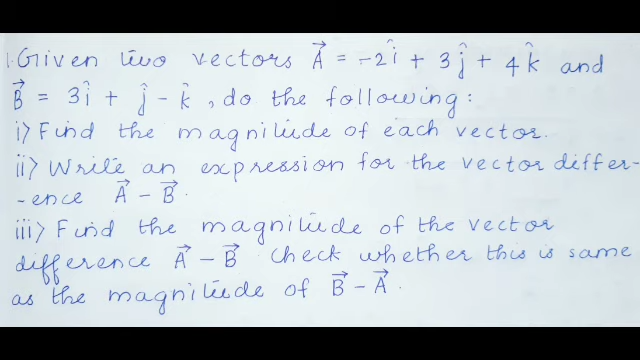 1. Given two vectors A⃗ = -2î + 3ĵ + 4k̂ and
B⃗ = 3î + ĵ - k̂, do the following:
i) Find the magnitude of each vector.
ii) Write an expression for the vector differ-
-ence A⃗ - B⃗.
iii) Find the magnitude of the vector
difference A⃗ - B⃗ Check whether this is same
as the magnitude of B⃗ - A⃗.